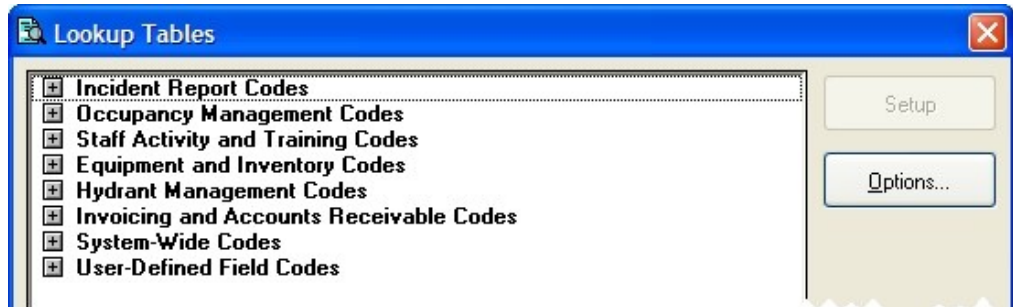 Lookup Tables
Incident Report Codes
Setup
Occupancy Management Codes
Staff Activity and Training Codes
Equipment and Inventory Codes
Options...
Hydrant Management Codes
Invoicing and Accounts Receivable Codes
System-Wide Codes
User-Defined Field Codes